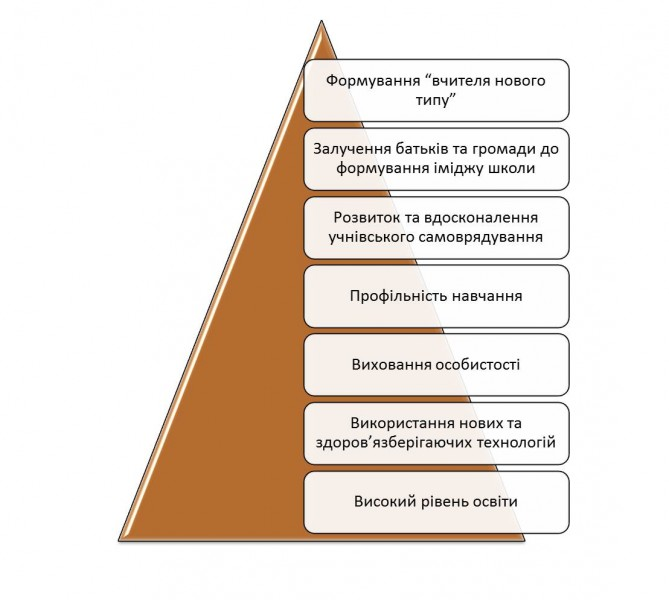 Формування “вчителя нового
типу”
Залучення батьків та громади до
формування іміджу школи
Розвиток та вдосконалення
учнівського самоврядування
Профільність навчання
Виховання особистості
Використання нових та
здоров’язберігаючих технологій
Високий рівень освіти